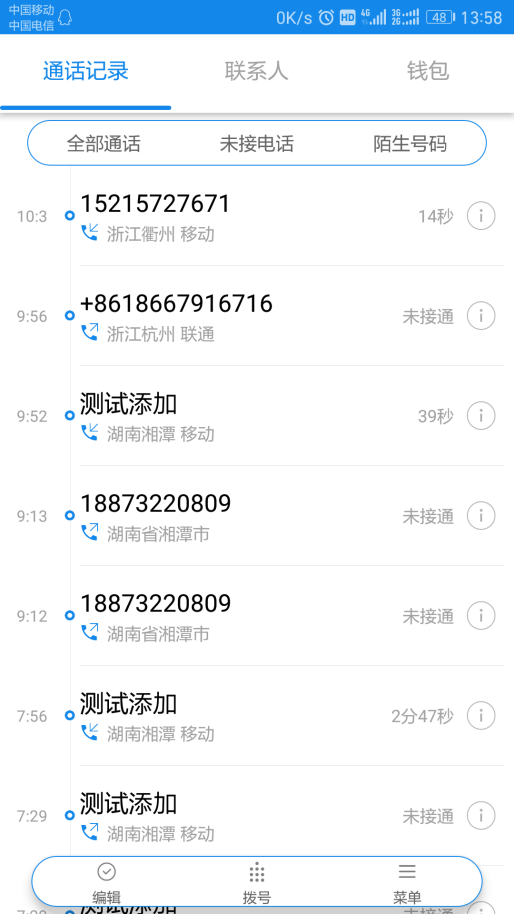 中国移动
中国电信
0K/s HD 4G 3G 2G 48 13:58
通话记录 联系人 钱包
全部通话 未接电话 陌生号码
15215727671
10:3 14秒
浙江衢州 移动
+8618667916716
9:56 未接通
浙江杭州 联通
测试添加
9:52 39秒
湖南湘潭 移动
18873220809
9:13 未接通
湖南省湘潭市
18873220809
9:12 未接通
湖南省湘潭市
测试添加
7:56 2分47秒
湖南湘潭 移动
测试添加
7:29 未接通
湖南湘潭 移动
编辑 拨号 菜单
测试添加